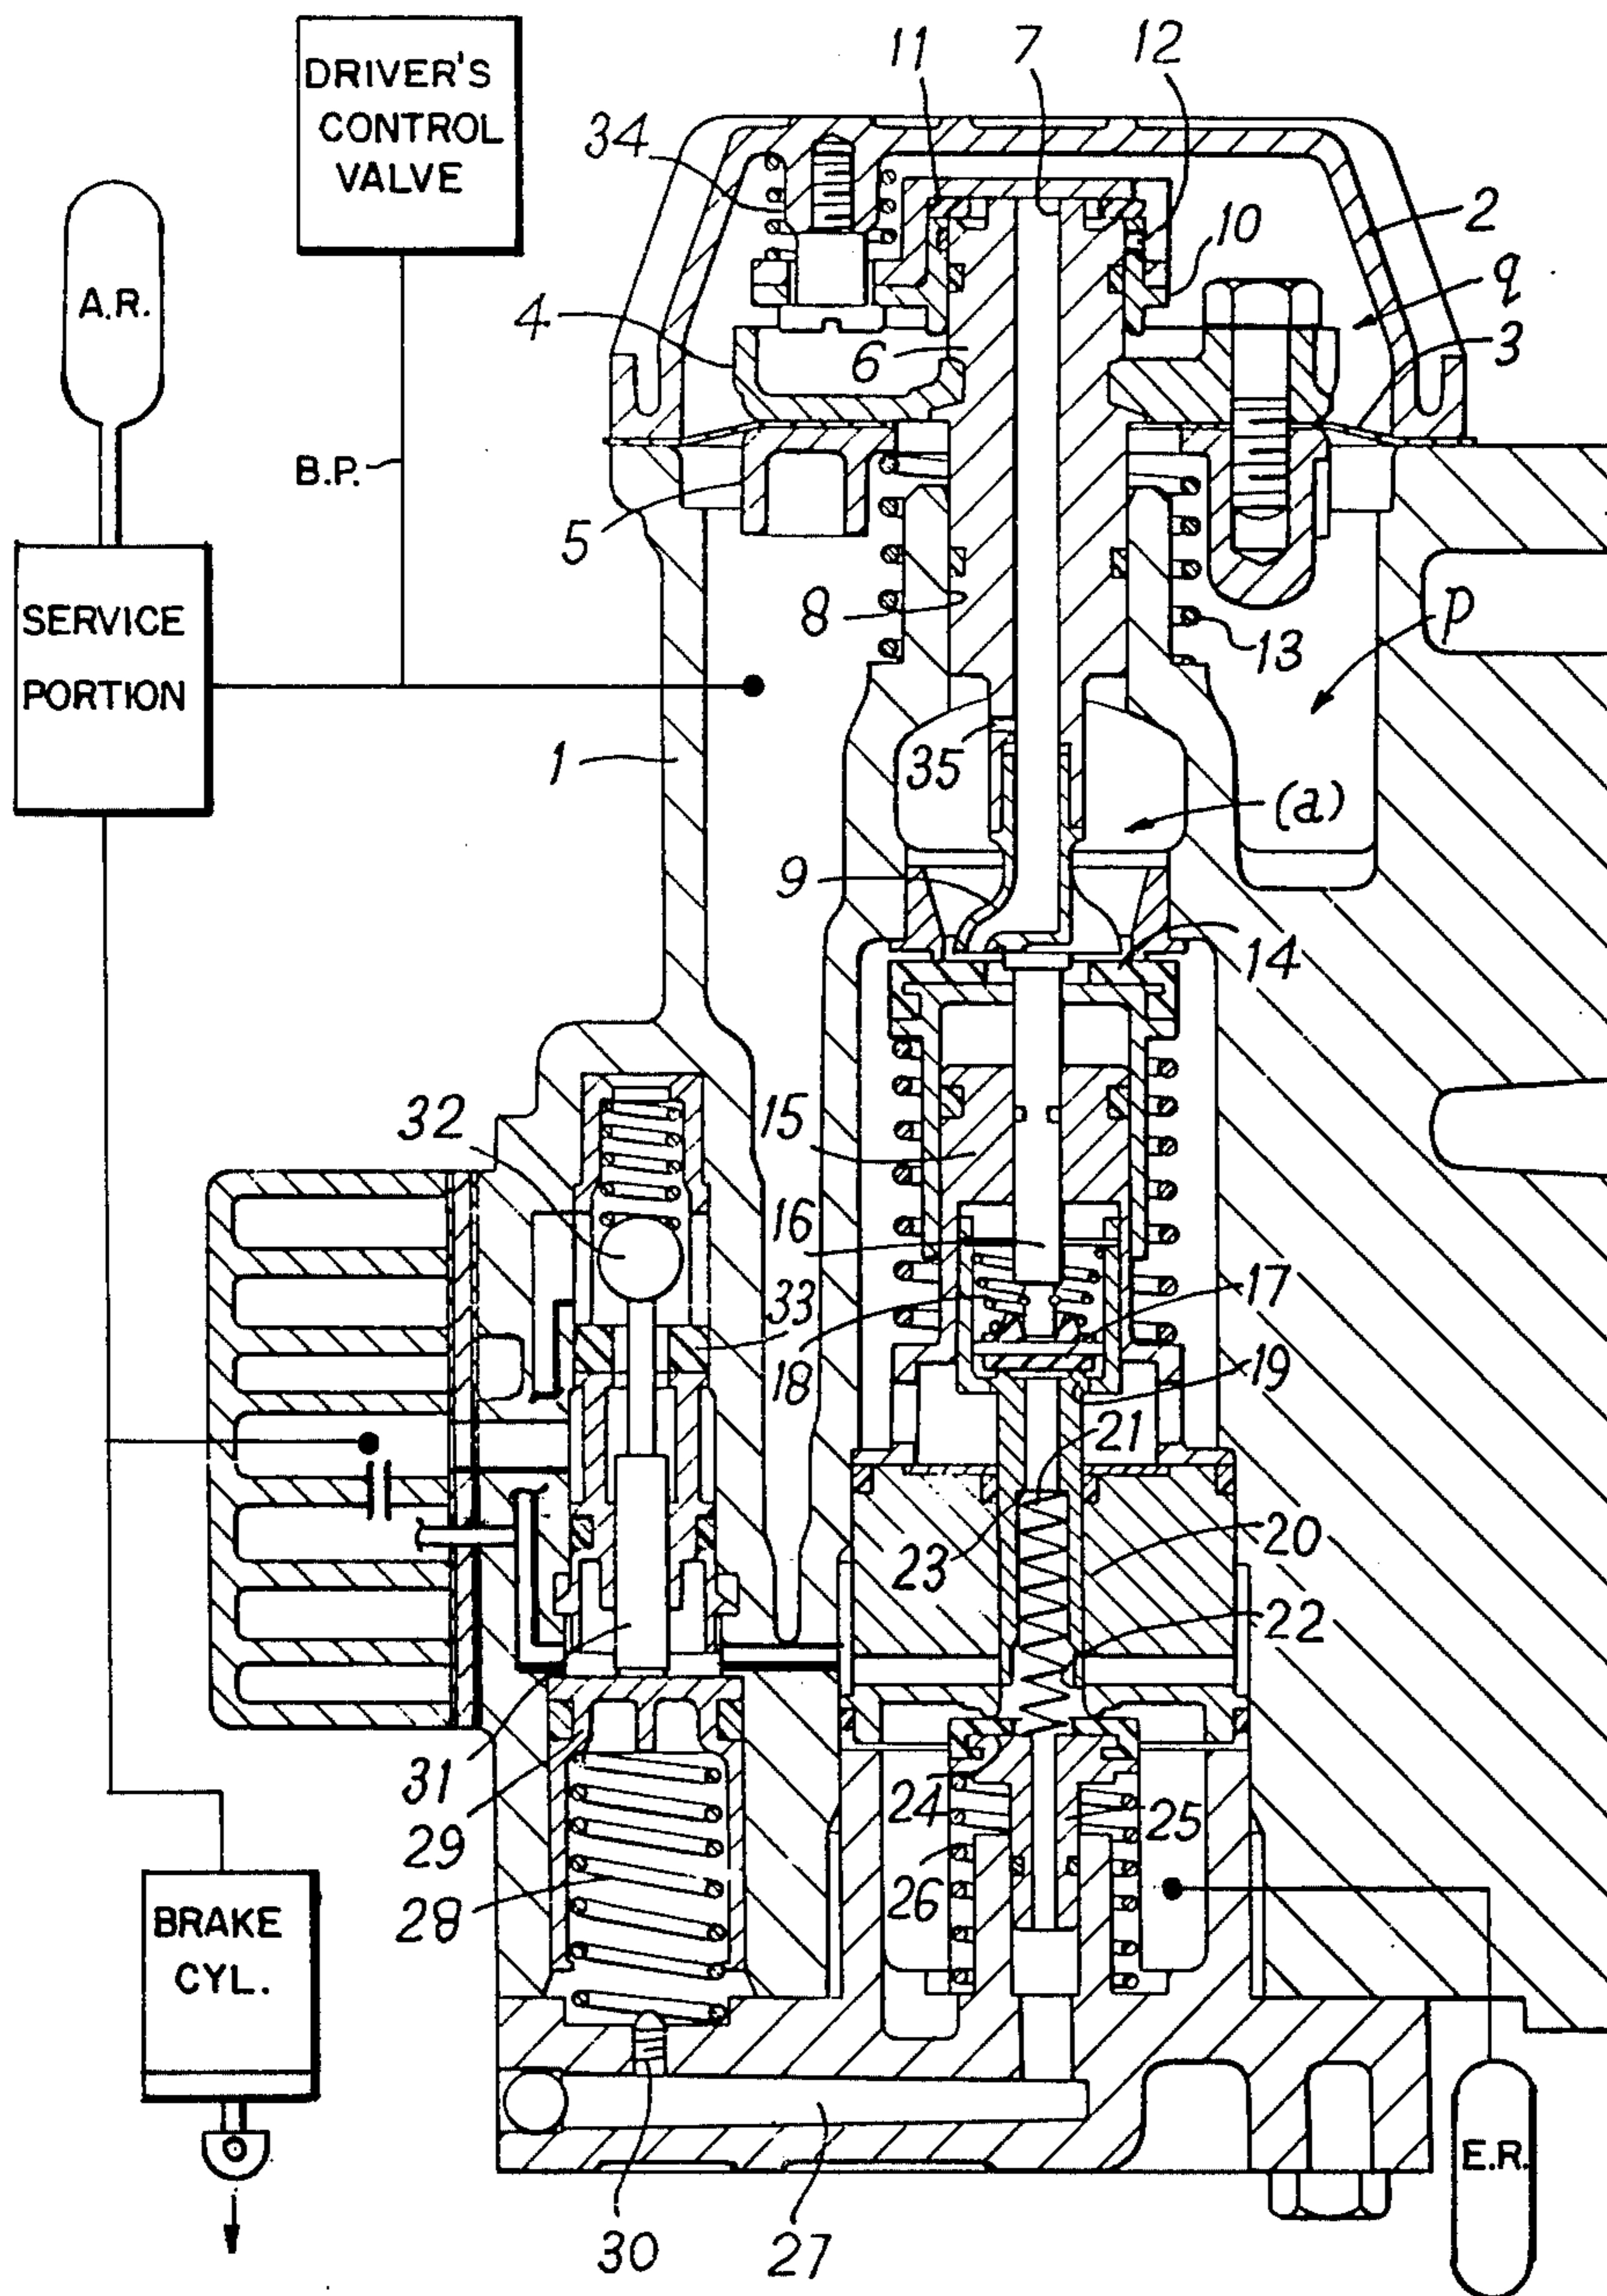 DRIVER'S
CONTROL
VALVE
11
7
12
34
2
10
q
A.R.
4
3
6
B.P.
5
SERVICE
PORTION
8
13
p
1
35
(a)
9
14
32
15
16
33
17
18
19
21
23
20
22
31
24
25
29
26
28
BRAKE
CYL.
E.R.
30
27